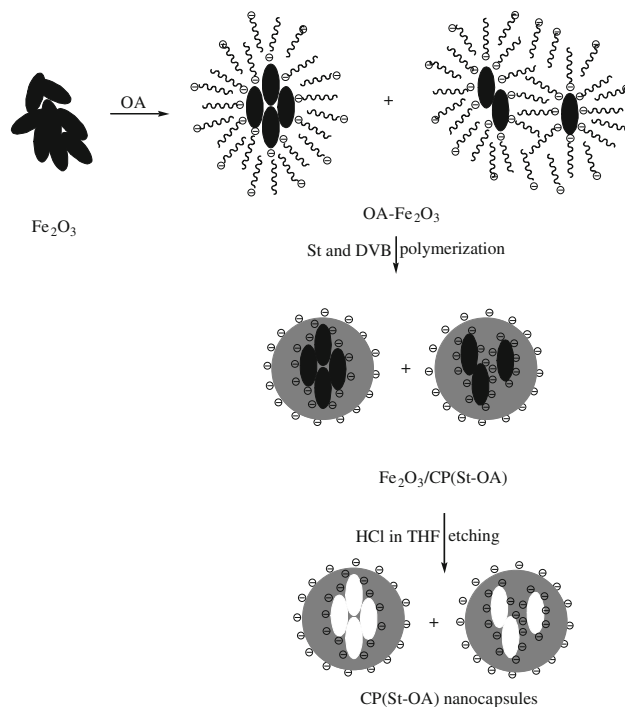 OA
+
Fe₂O₃
OA-Fe₂O₃
St and DVB polymerization
+
Fe₂O₃/CP(St-OA)
HCl in THF etching
+
CP(St-OA) nanocapsules